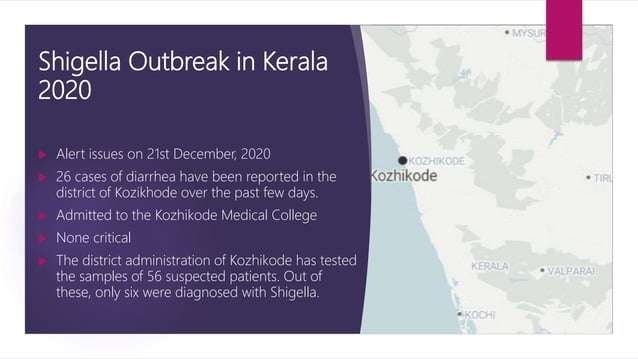 Shigella Outbreak in Kerala
2020
Alert issues on 21st December, 2020
26 cases of diarrhea have been reported in the
district of Kozikhode over the past few days.
Admitted to the Kozhikode Medical College
None critical
The district administration of Kozhikode has tested
the samples of 56 suspected patients. Out of
these, only six were diagnosed with Shigella.
MYSUR
KOZHIKODE
Kozhikode
TIRU
KERALA
VALPARAI
KOCHI